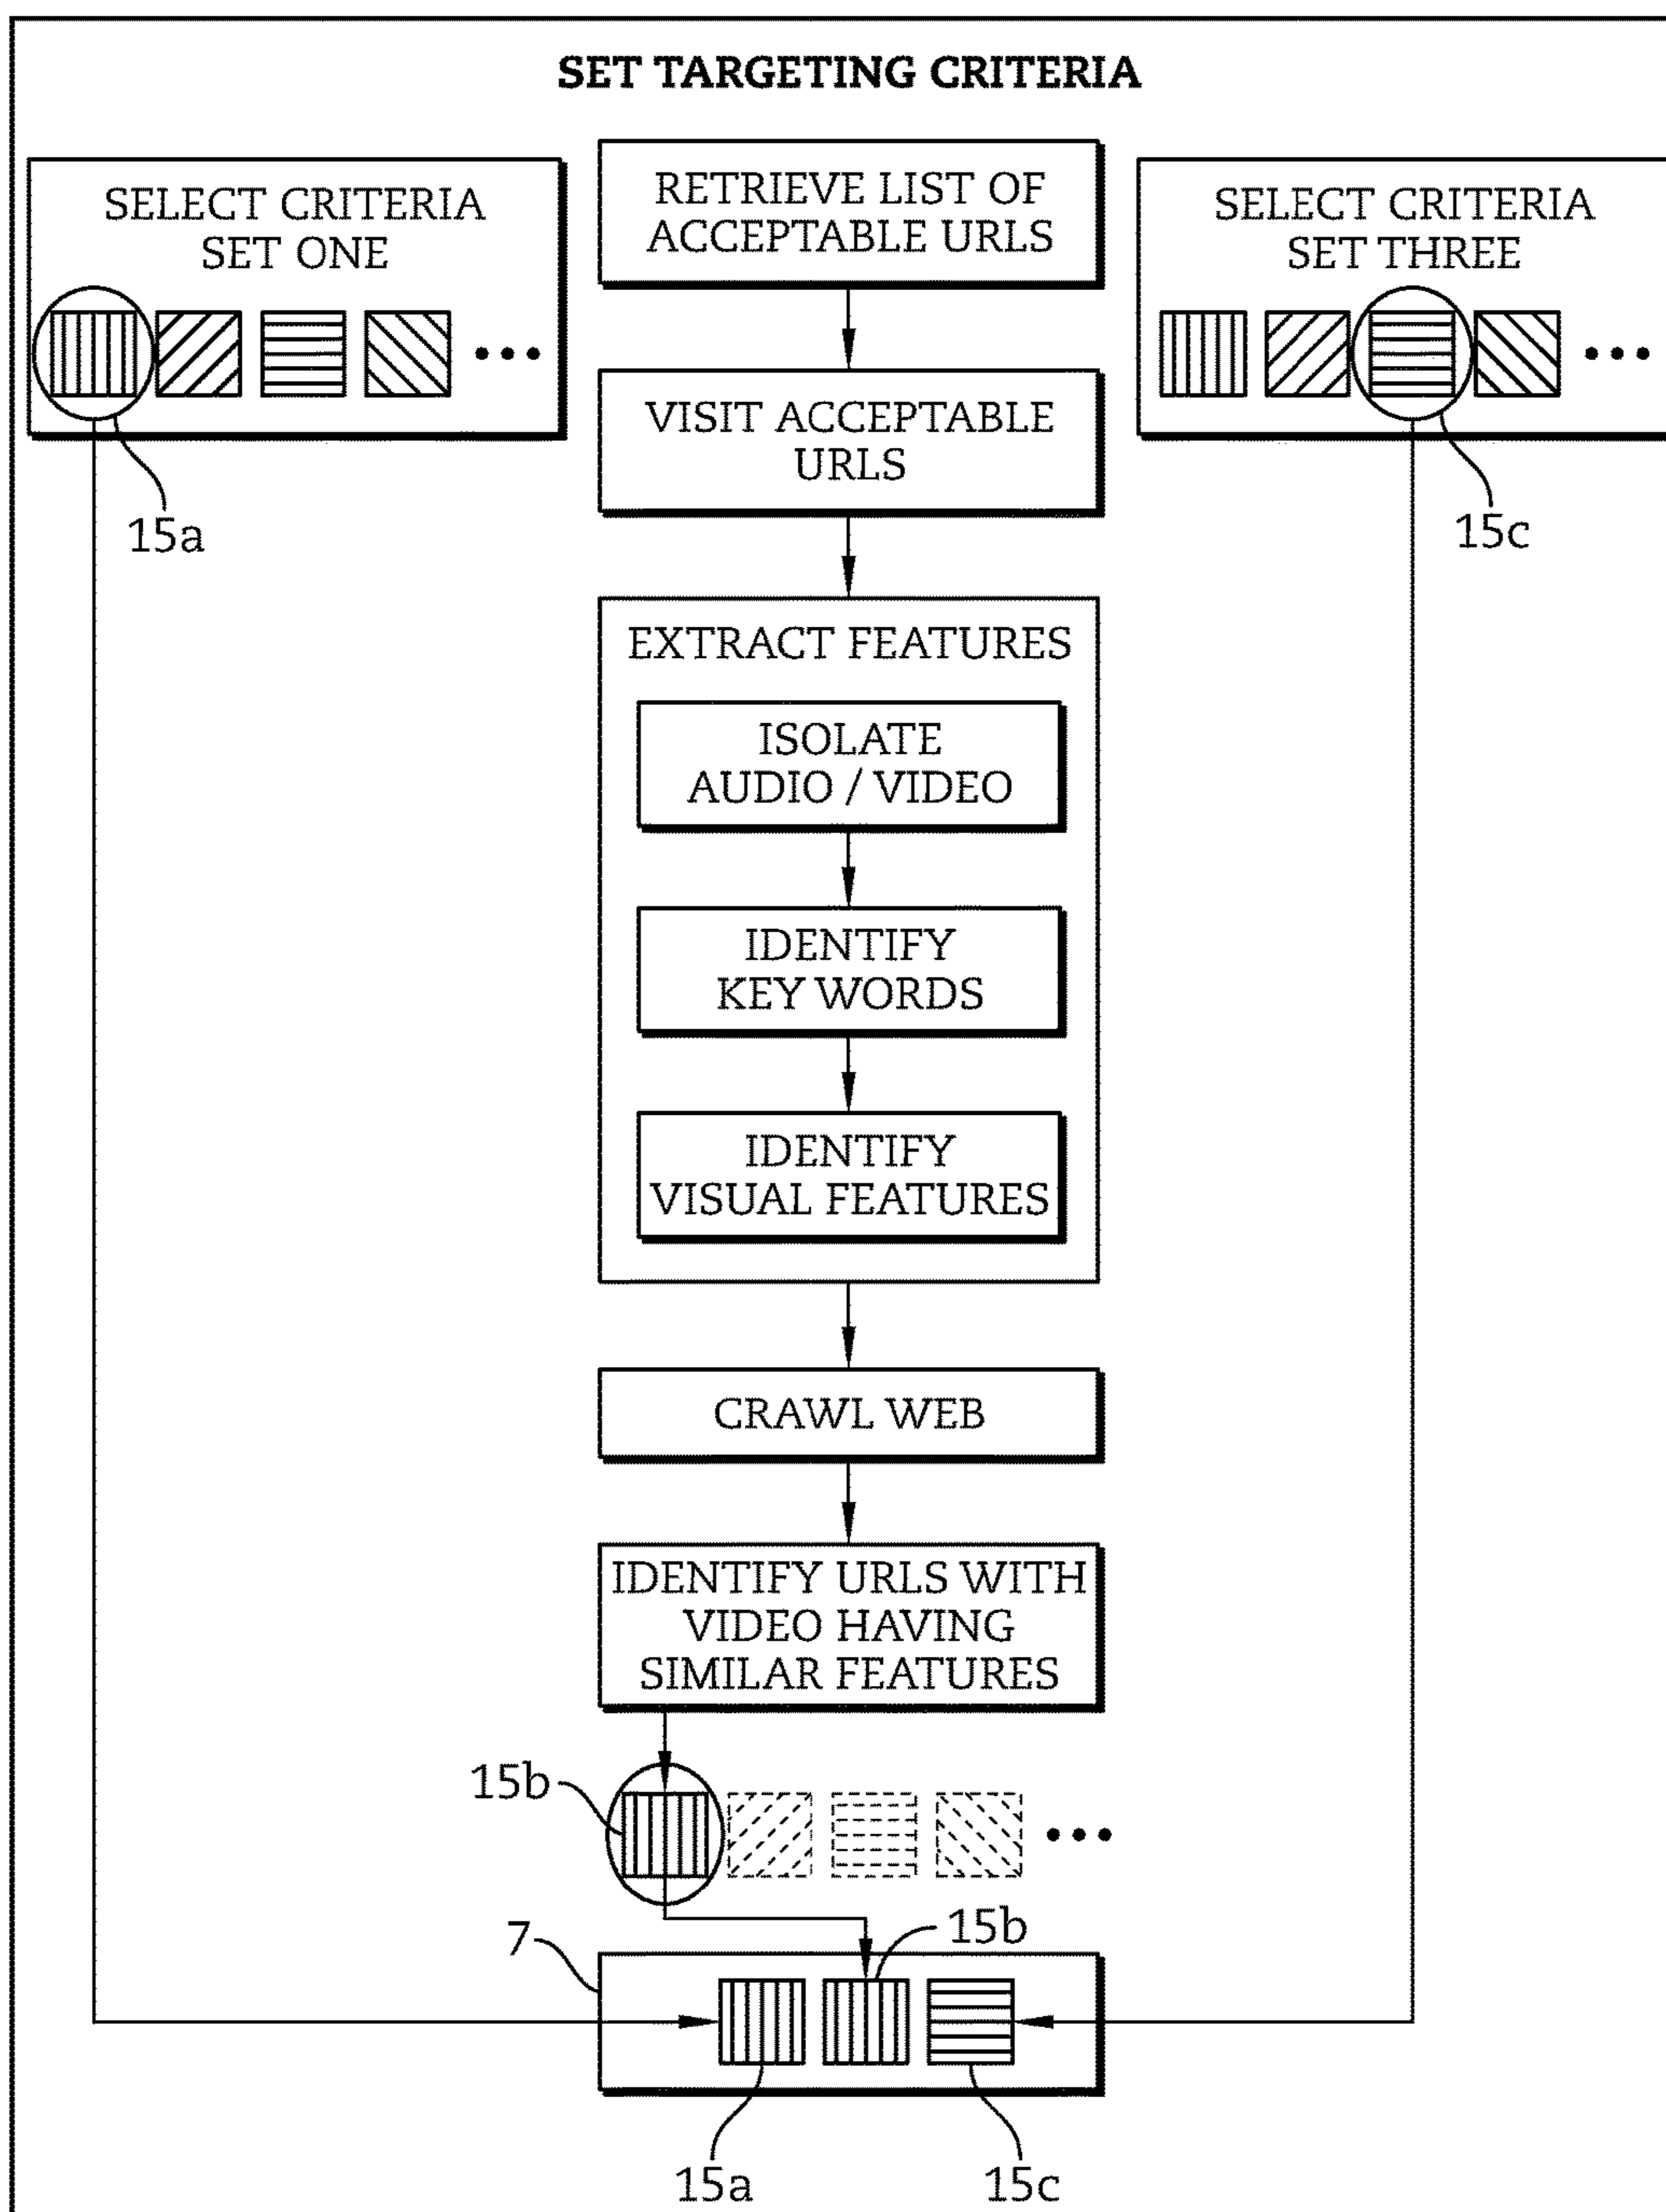 SET TARGETING CRITERIA
SELECT CRITERIA
SET ONE
15a
RETRIEVE LIST OF
ACCEPTABLE URLS
VISIT ACCEPTABLE
URLS
EXTRACT FEATURES
ISOLATE
AUDIO / VIDEO
IDENTIFY
KEY WORDS
IDENTIFY
VISUAL FEATURES
CRAWL WEB
IDENTIFY URLS WITH
VIDEO HAVING
SIMILAR FEATURES
SELECT CRITERIA
SET THREE
15c
15b
7
15b
15a
15c